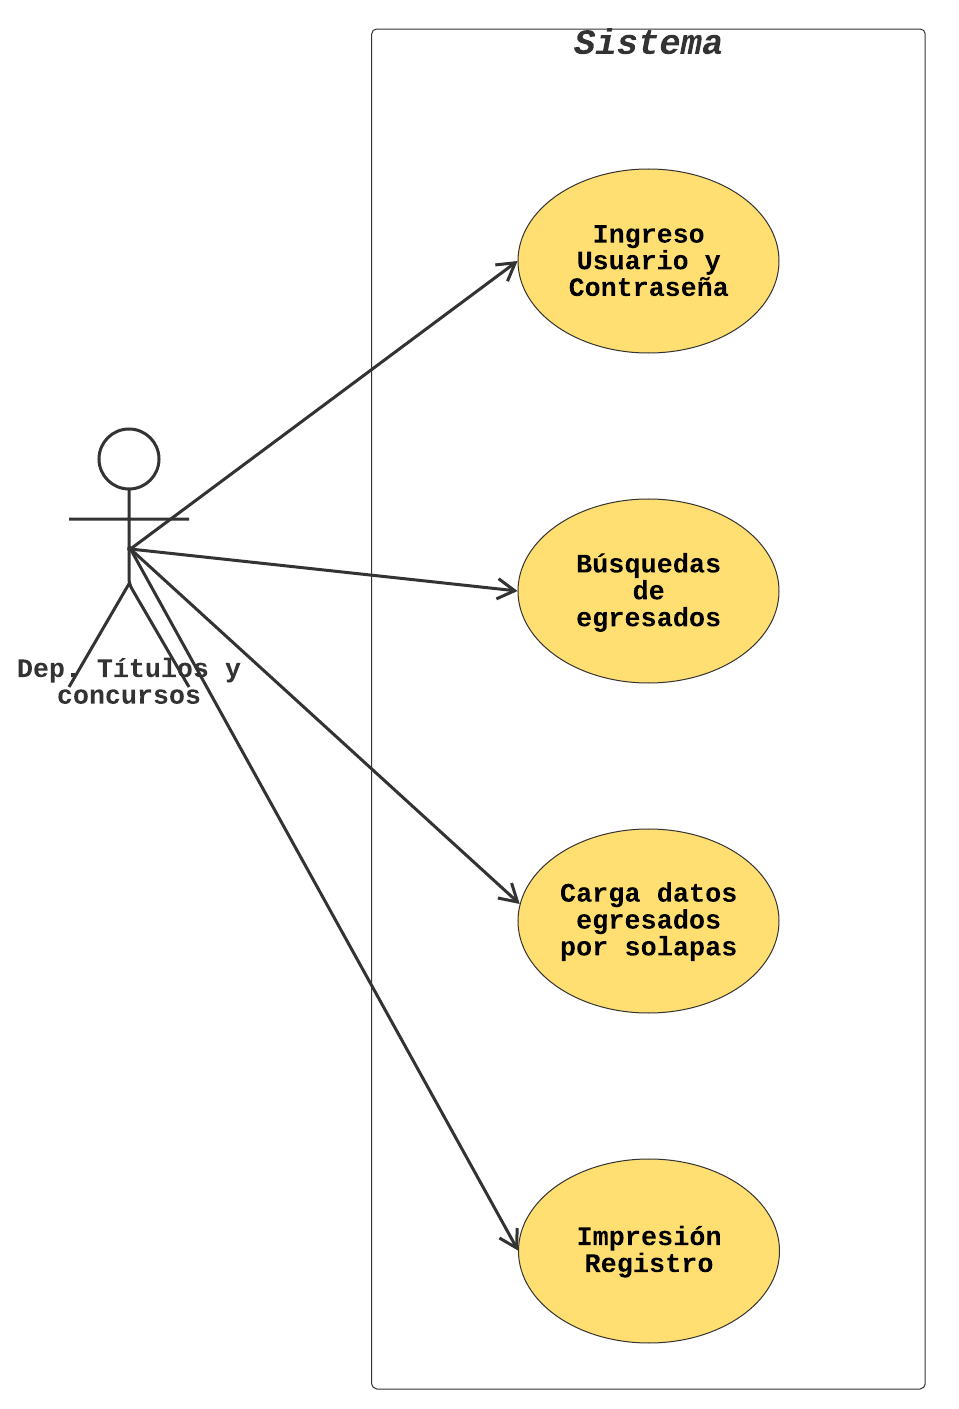 Sistema
Ingreso
Usuario y
Contraseña
Búsquedas
de
egresados
Dep. Títulos y
concursos
Carga datos
egresados
por solapas
Impresión
Registro